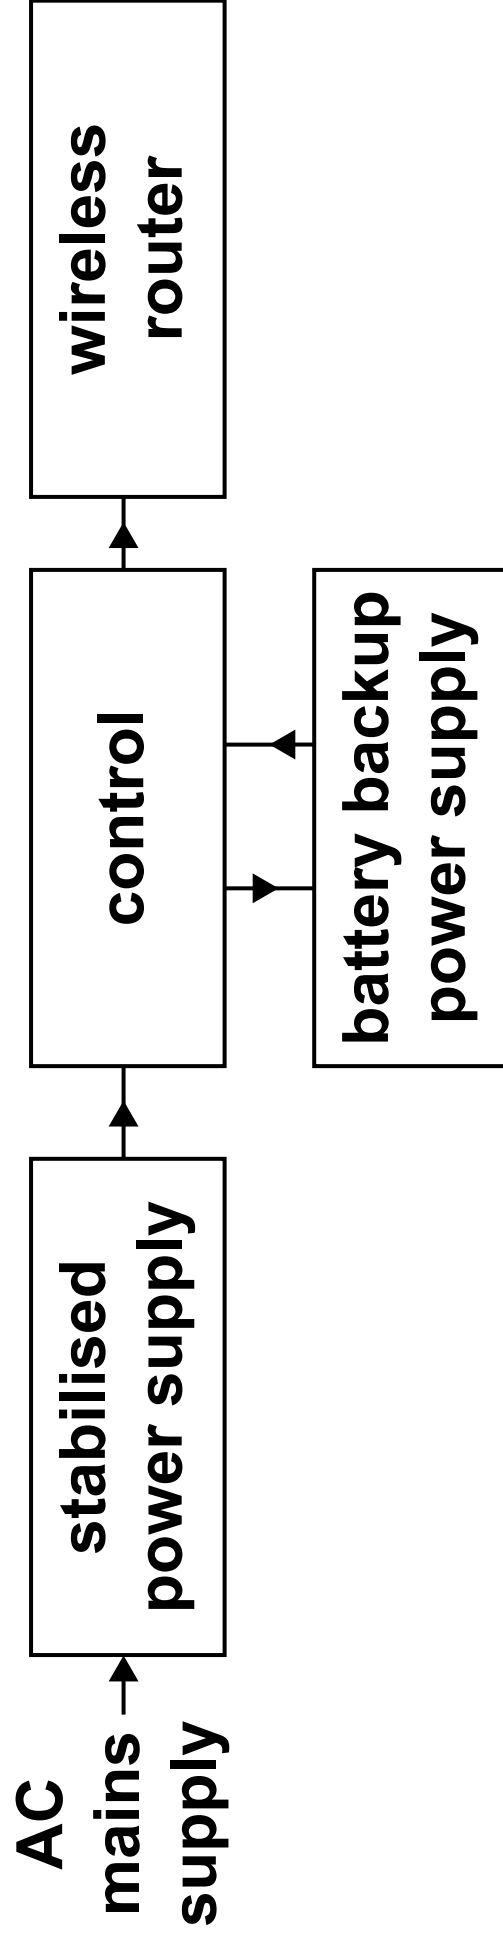 AC
mains
supply
stabilised
power supply
control
battery backup
power supply
wireless
router